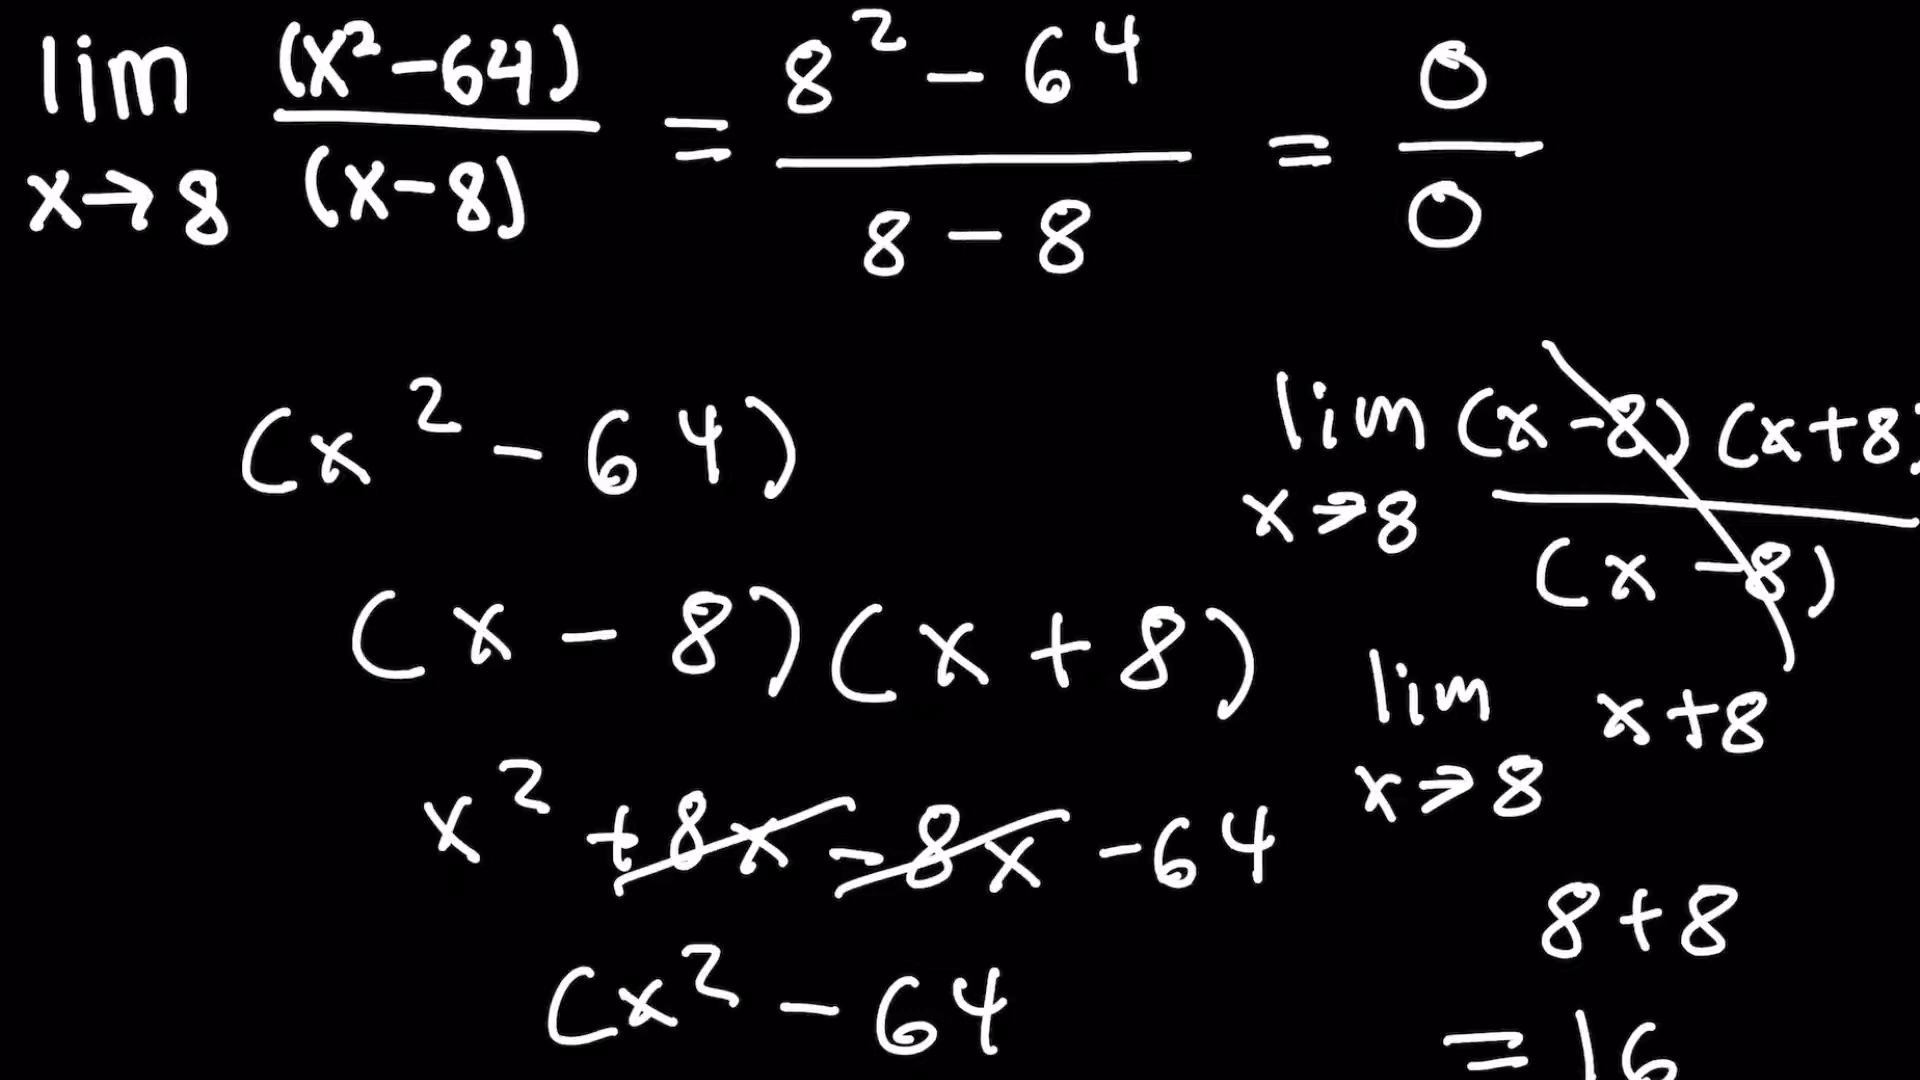 lim (x²-64) = 8² - 64 = 0
x→8 (x-8) 8 - 8 0
(x² - 64)
(x - 8)(x + 8)
x² +8x -8x -64
(x² - 64
lim (x-8)(x+8)
x→8 (x-8)
lim x+8
x→8
8+8
= 16